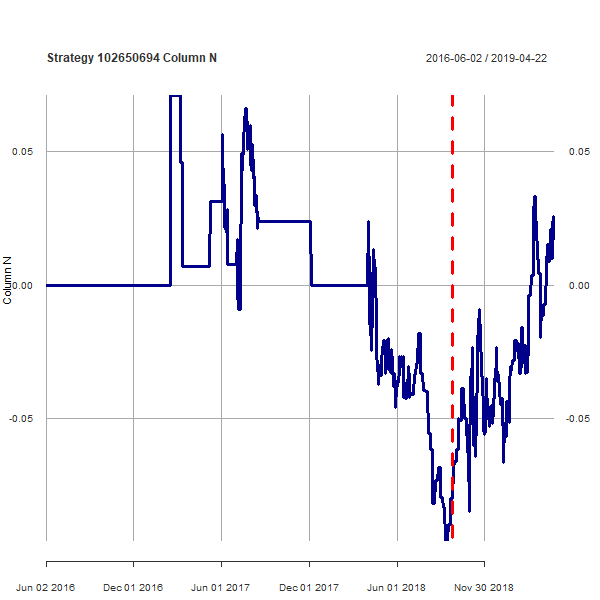 Strategy 102650694 Column N
2016-06-02 / 2019-04-22
0.05
0.05
0.00
0.00
Column N
-0.05
-0.05
Jun 02 2016
Dec 01 2016
Jun 01 2017
Dec 01 2017
Jun 01 2018
Nov 30 2018